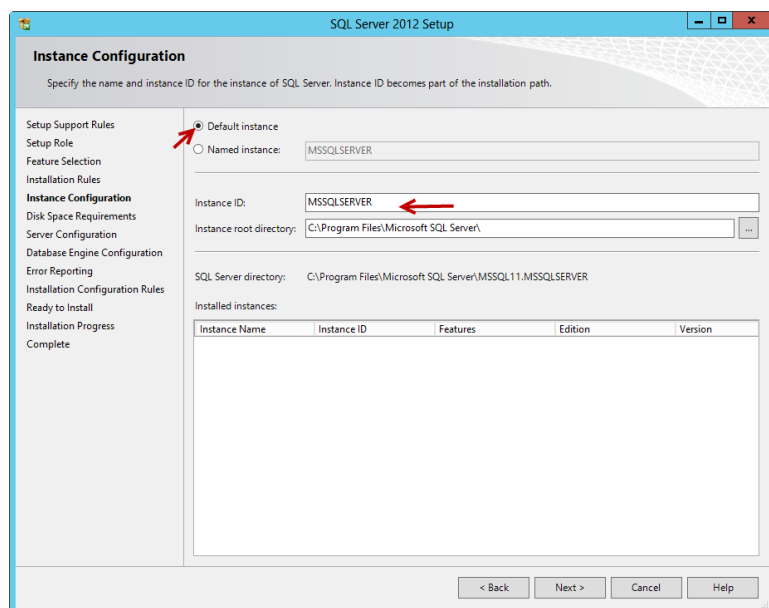 SQL Server 2012 Setup
Instance Configuration
Specify the name and instance ID for the instance of SQL Server. Instance ID becomes part of the installation path.
Setup Support Rules
Setup Role
Feature Selection
Installation Rules
Instance Configuration
Disk Space Requirements
Server Configuration
Database Engine Configuration
Error Reporting
Installation Configuration Rules
Ready to Install
Installation Progress
Complete
Default instance
Named instance: MSSQLSERVER
Instance ID: MSSQLSERVER
Instance root directory: C:\Program Files\Microsoft SQL Server\ ...
SQL Server directory: C:\Program Files\Microsoft SQL Server\MSSQL11.MSSQLSERVER
Installed instances:
Instance Name Instance ID Features Edition Version
< Back Next > Cancel Help